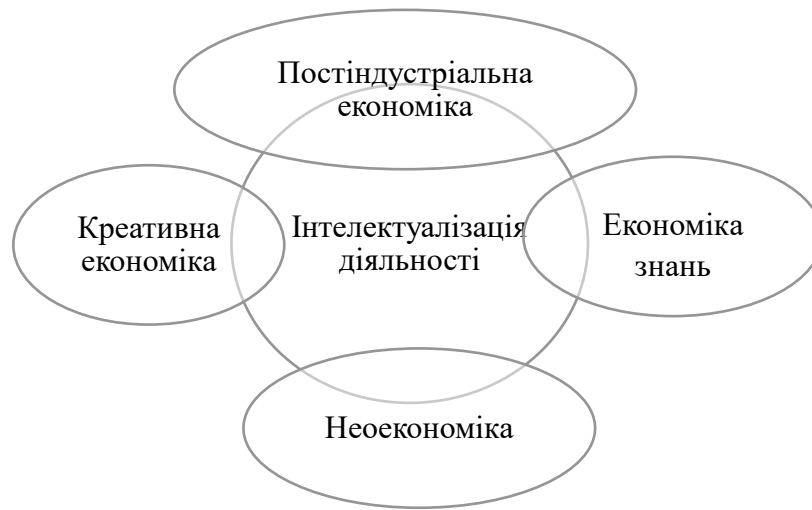 Постіндустріальна
економіка
Креативна
економіка
Інтелектуалізація
діяльності
Економіка
знань
Неоекономіка